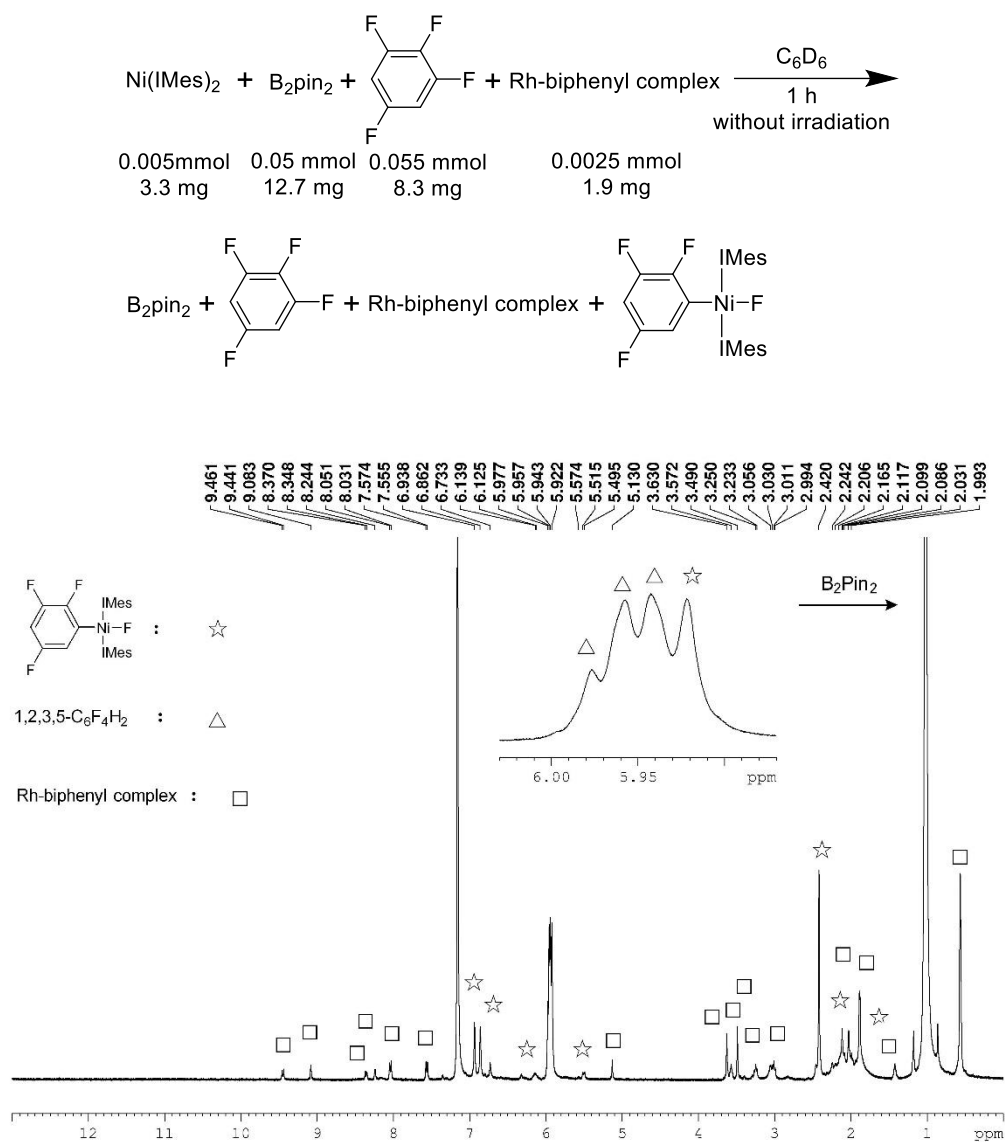 Ni(IMes)₂ + B₂pin₂ + F F F F + Rh-biphenyl complex C₆D₆
1 h
without irradiation
0.005mmol 0.05 mmol 0.055 mmol 0.0025 mmol
3.3 mg 12.7 mg 8.3 mg 1.9 mg
B₂pin₂ + F F F F + Rh-biphenyl complex + F F F Ni F IMes IMes
9.461 9.441 9.083 8.370 8.348 8.244 8.051 8.031 7.574 7.555 6.938 6.862 6.733 6.139 6.125 5.977 5.957 5.943 5.922 5.574 5.515 5.495 5.130 3.630 3.572 3.490 3.250 3.233 3.056 3.030 3.011 2.994 2.420 2.242 2.206 2.165 2.117 2.099 2.086 2.031 1.993
F F F Ni F IMes IMes :
1,2,3,5-C₆F₄H₂ :
Rh-biphenyl complex :
B₂Pin₂
6.00 5.95 ppm
12 11 10 9 8 7 6 5 4 3 2 1 ppm